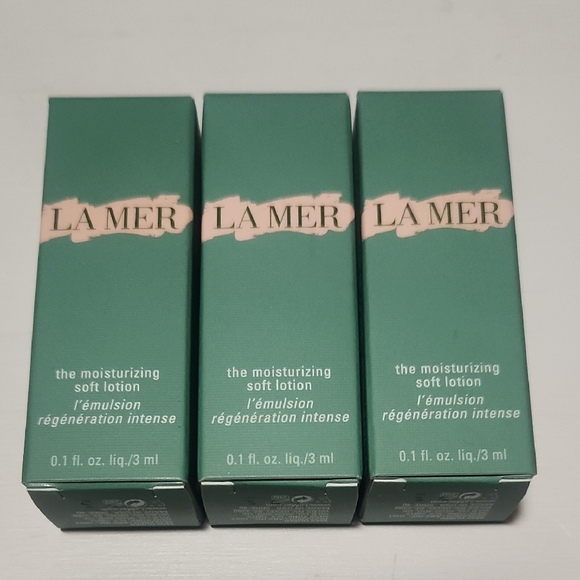 LA MER
the moisturizing
soft lotion
l'émulsion
régénération intense
0.1 fl. oz. liq./3 ml
LA MER
the moisturizing
soft lotion
l'émulsion
régénération intense
0.1 fl. oz. liq./3 ml
LA MER
the moisturizing
soft lotion
l'émulsion
régénération intense
0.1 fl. oz. liq./3 ml